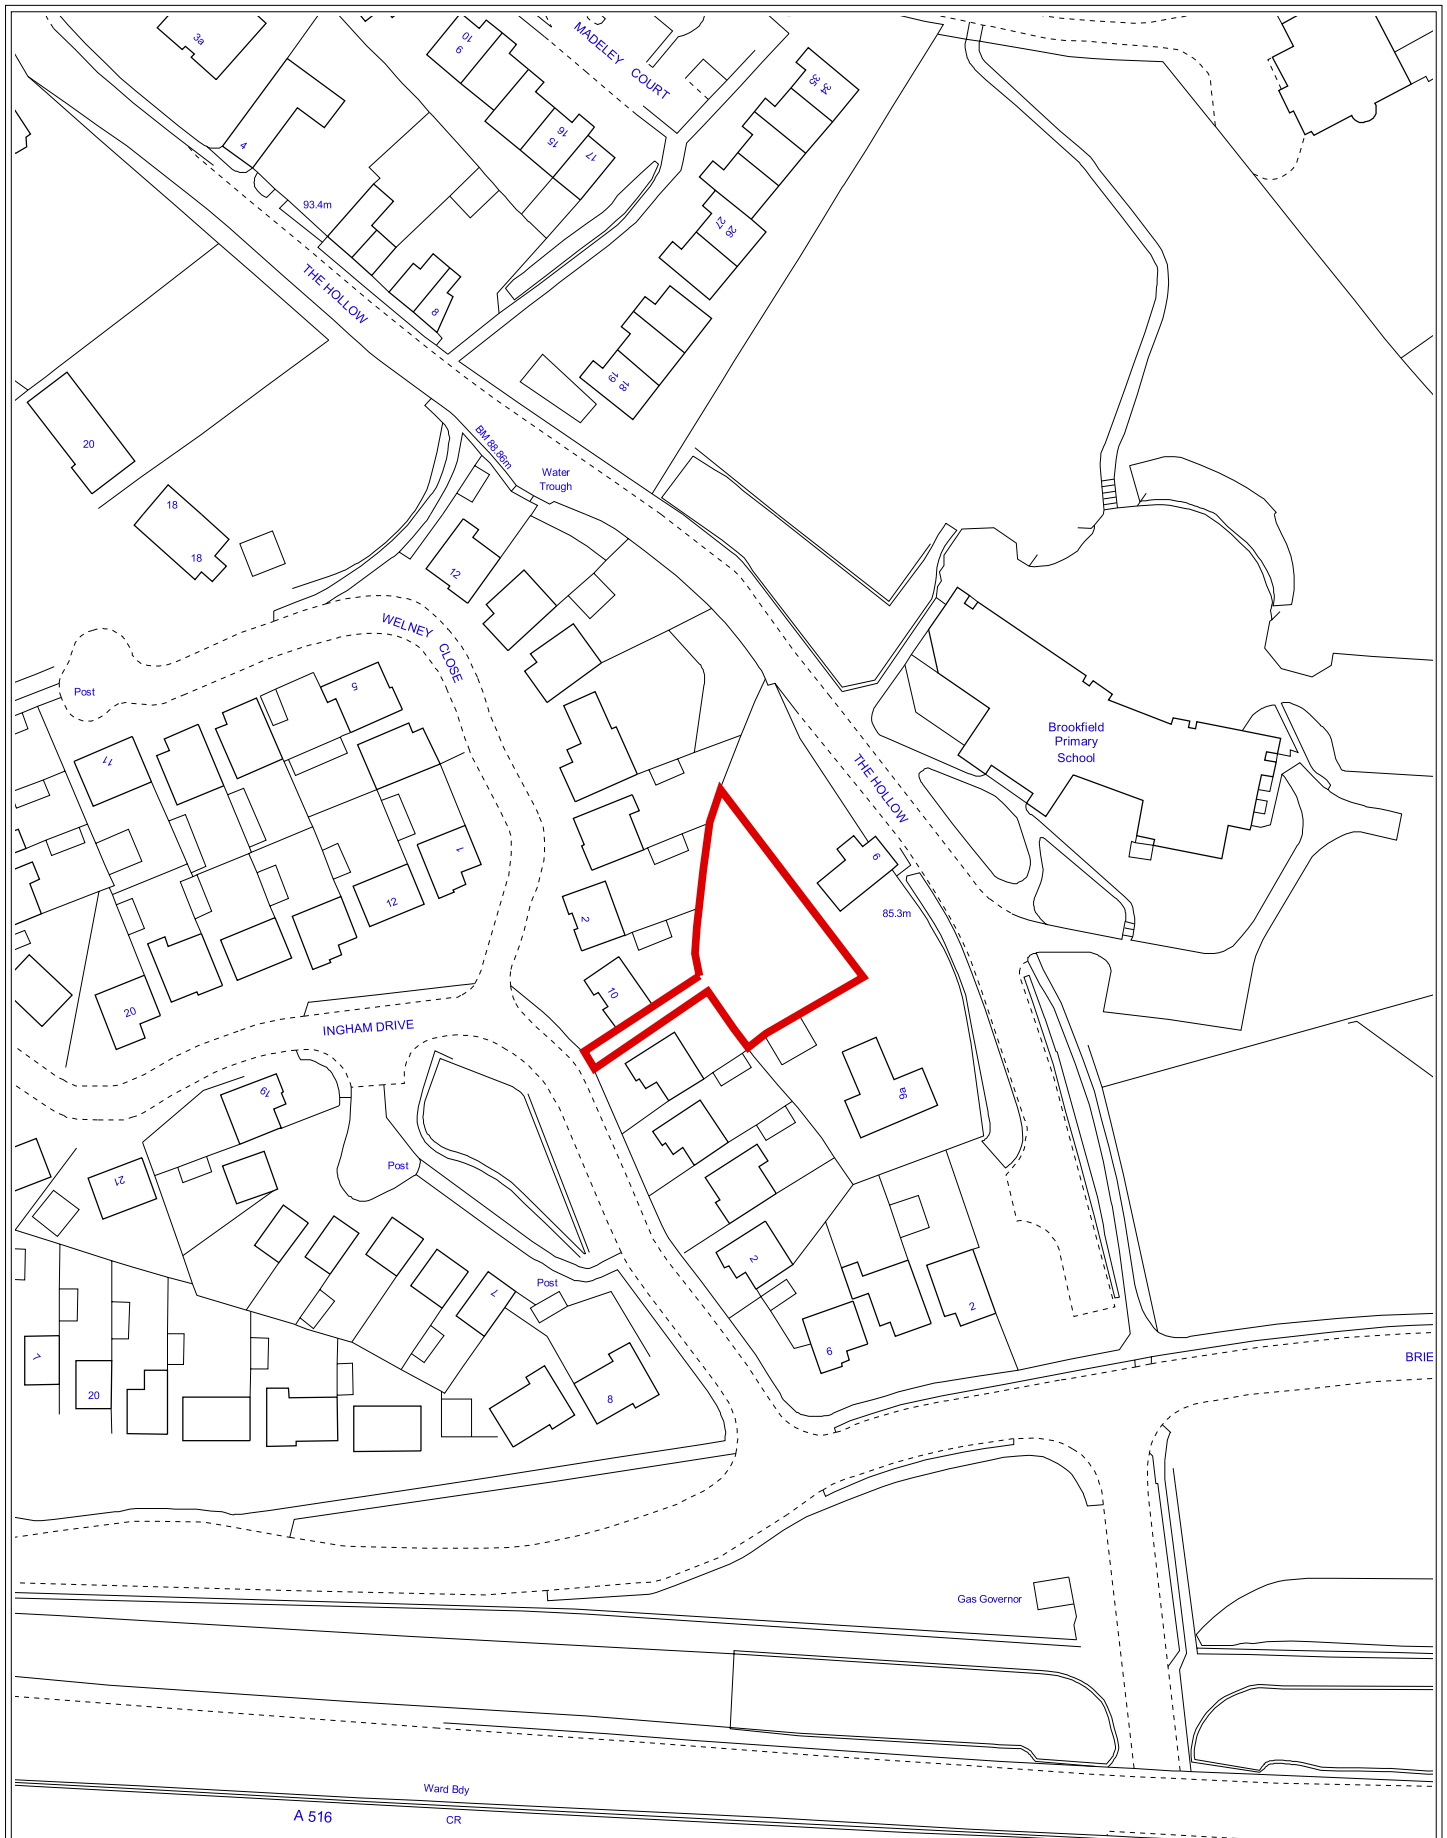 3a
10
9
MADELEY COURT
34
35
4
16
15
17
93.4m
27
26
THE HOLLOW
8
19
18
20
BM 88.86m
Water
Trough
18
18
12
WELNEY CLOSE
Post
5
11
Brookfield
Primary
School
THE HOLLOW
1
6
12
2
85.3m
10
20
INGHAM DRIVE
19
9a
Post
21
2
Post
7
2
6
7
20
8
BRIE
Gas Governor
Ward Bdy
A 516
CR